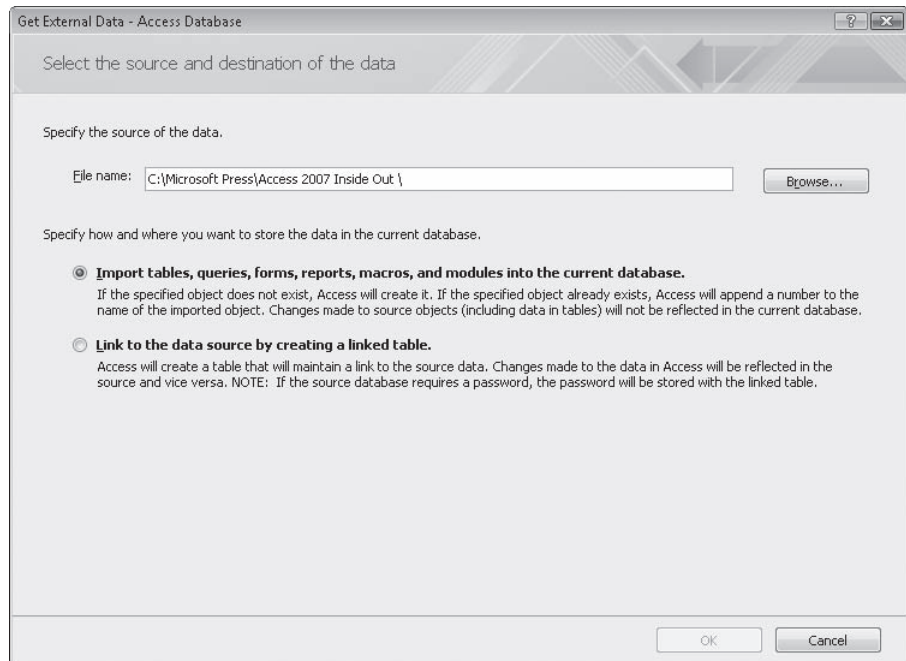 Get External Data - Access Database
Select the source and destination of the data
Specify the source of the data.
File name: C:\Microsoft Press\Access 2007 Inside Out \ Browse...
Specify how and where you want to store the data in the current database.
Import tables, queries, forms, reports, macros, and modules into the current database.
If the specified object does not exist, Access will create it. If the specified object already exists, Access will append a number to the
name of the imported object. Changes made to source objects (including data in tables) will not be reflected in the current database.
Link to the data source by creating a linked table.
Access will create a table that will maintain a link to the source data. Changes made to the data in Access will be reflected in the
source and vice versa. NOTE: If the source database requires a password, the password will be stored with the linked table.
OK Cancel